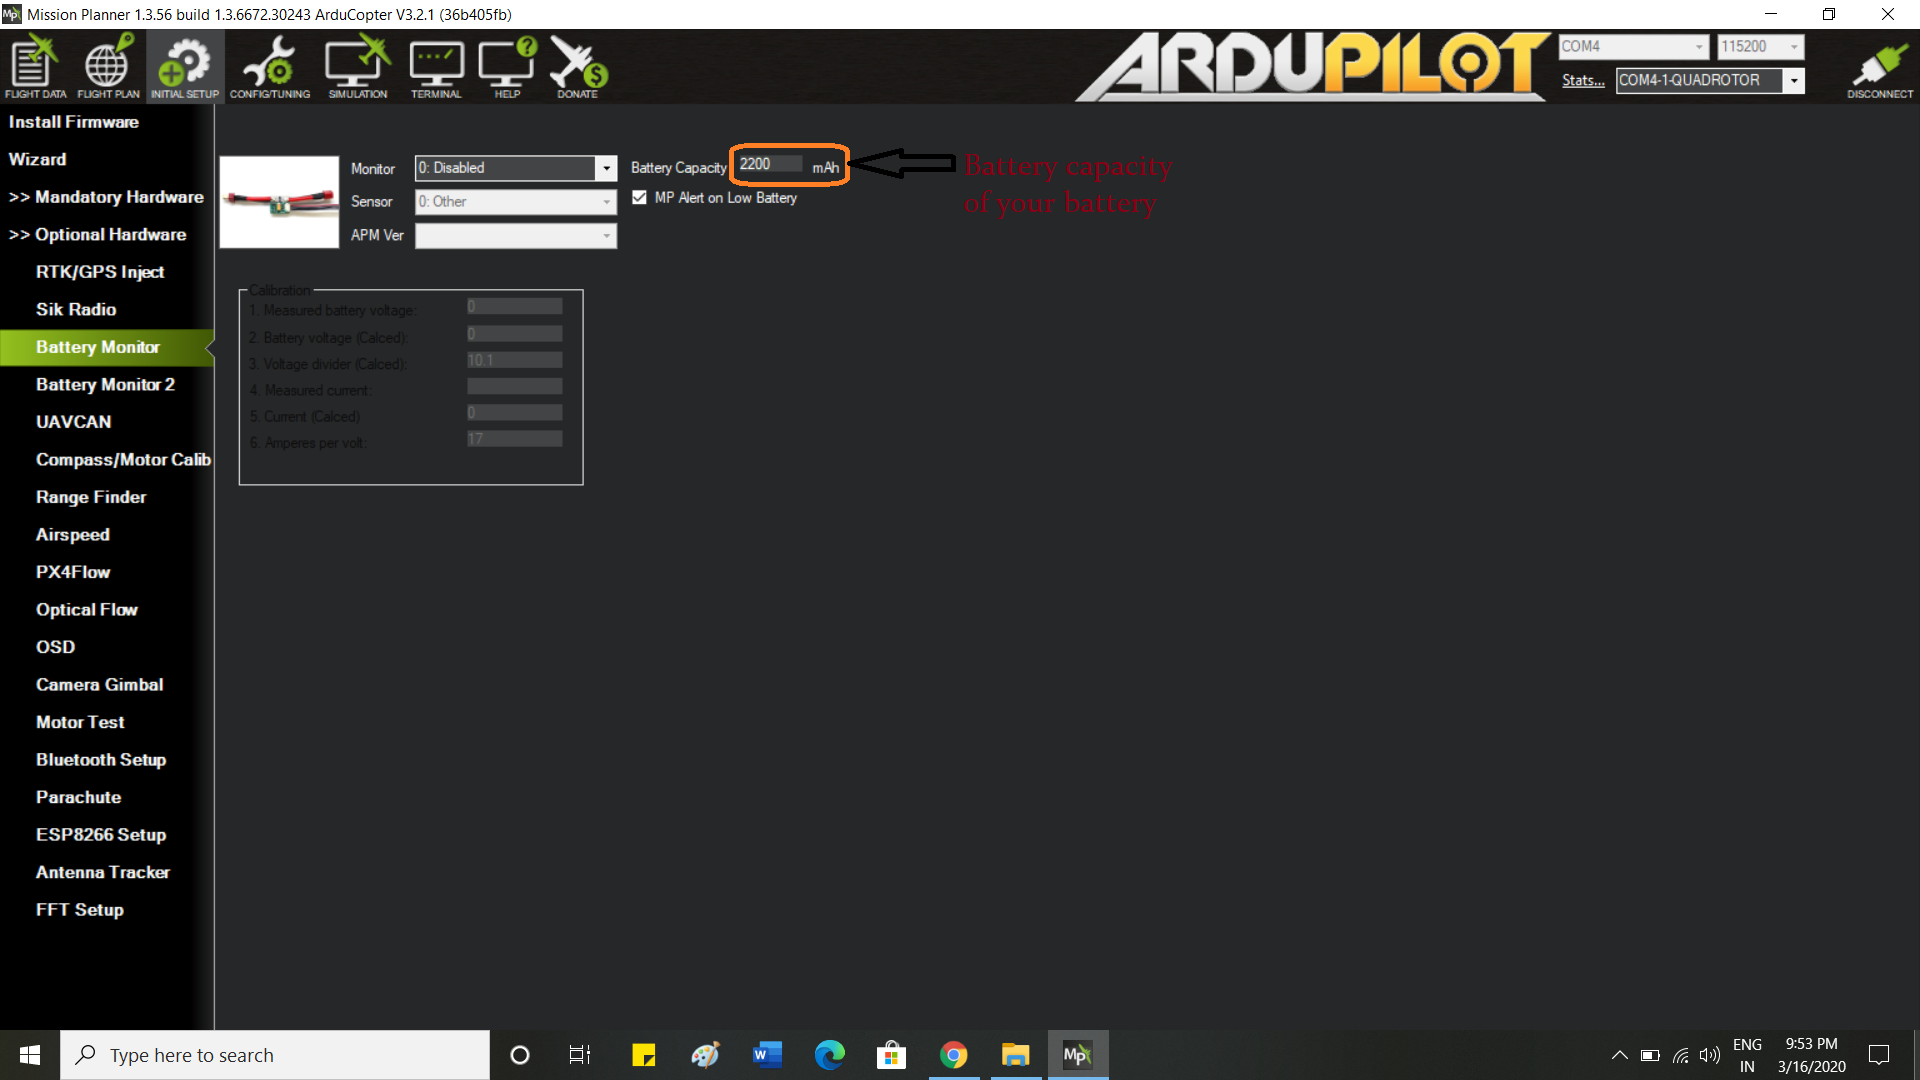 Mission Planner 1.3.56 build 1.3.6672.30243 ArduCopter V3.2.1 (36b405fb)
FLIGHT DATA FLIGHT PLAN INITIAL SETUP CONFIG/TUNING SIMULATION TERMINAL HELP DONATE
ARDUPILOT
COM4 115200
Stats... COM4-1-QUADROTOR
DISCONNECT
Install Firmware
Wizard
>> Mandatory Hardware
>> Optional Hardware
RTK/GPS Inject
Sik Radio
Battery Monitor
Battery Monitor 2
UAVCAN
Compass/Motor Calib
Range Finder
Airspeed
PX4Flow
Optical Flow
OSD
Camera Gimbal
Motor Test
Bluetooth Setup
Parachute
ESP8266 Setup
Antenna Tracker
FFT Setup
Monitor 0: Disabled Battery Capacity 2200 mAh
Sensor 0: Other MP Alert on Low Battery
APM Ver
Battery capacity
of your battery
Calibration
1. Measured battery voltage: 0
2. Battery voltage (Calced): 0
3. Voltage divider (Calced): 10.1
4. Measured current:
5. Current (Calced) 0
6. Amperes per volt: 17
Type here to search
Mp
ENG
IN
9:53 PM
3/16/2020